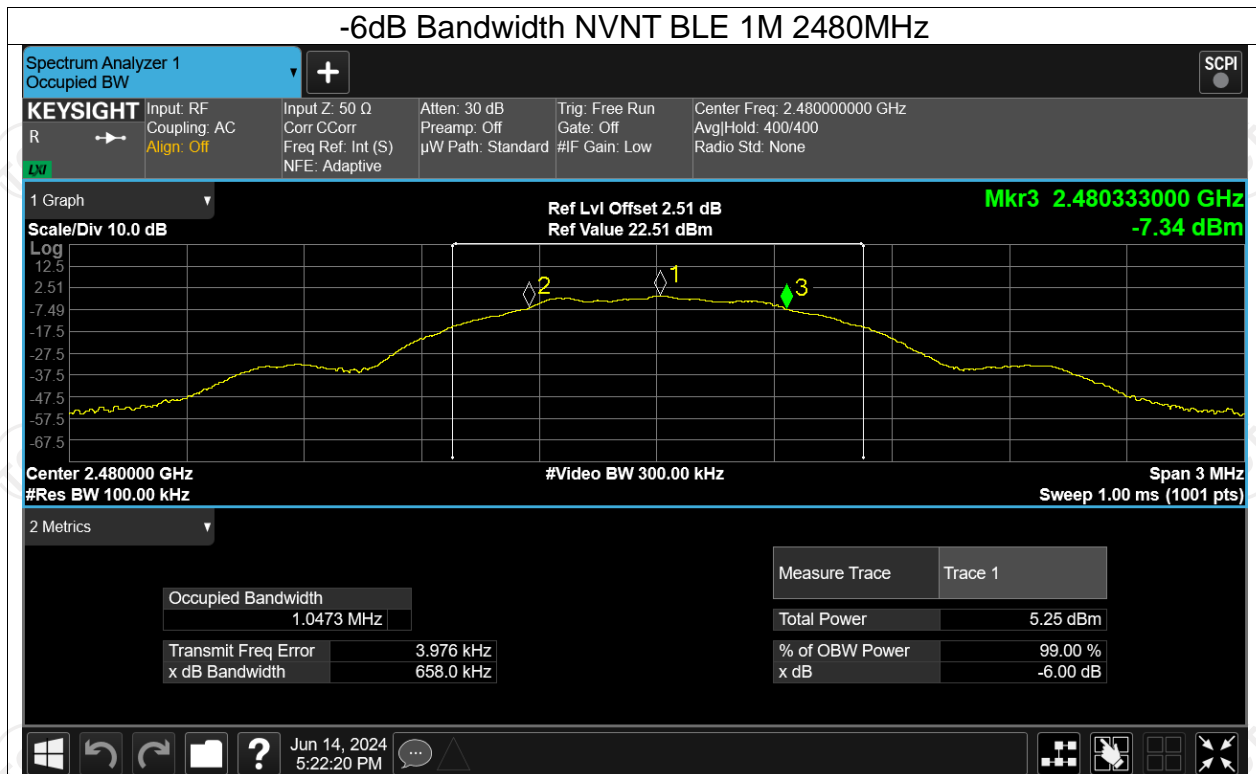 -6dB Bandwidth NVNT BLE 1M 2480MHz
Spectrum Analyzer 1
Occupied BW
SCPI
KEYSIGHT Input: RF Input Z: 50 Ω Atten: 30 dB Trig: Free Run Center Freq: 2.480000000 GHz
R Coupling: AC Corr CCorr Preamp: Off Gate: Off Avg|Hold: 400/400
Align: Off Freq Ref: Int (S) µW Path: Standard #IF Gain: Low Radio Std: None
LXI NFE: Adaptive
1 Graph Ref Lvl Offset 2.51 dB Mkr3 2.480333000 GHz
Scale/Div 10.0 dB Ref Value 22.51 dBm -7.34 dBm
Log
12.5
2.51
-7.49
-17.5
-27.5
-37.5
-47.5
-57.5
-67.5
2 1 3
Center 2.480000 GHz #Video BW 300.00 kHz Span 3 MHz
#Res BW 100.00 kHz Sweep 1.00 ms (1001 pts)
2 Metrics
Measure Trace Trace 1
Occupied Bandwidth
1.0473 MHz Total Power 5.25 dBm
Transmit Freq Error 3.976 kHz % of OBW Power 99.00 %
x dB Bandwidth 658.0 kHz x dB -6.00 dB
Jun 14, 2024
5:22:20 PM